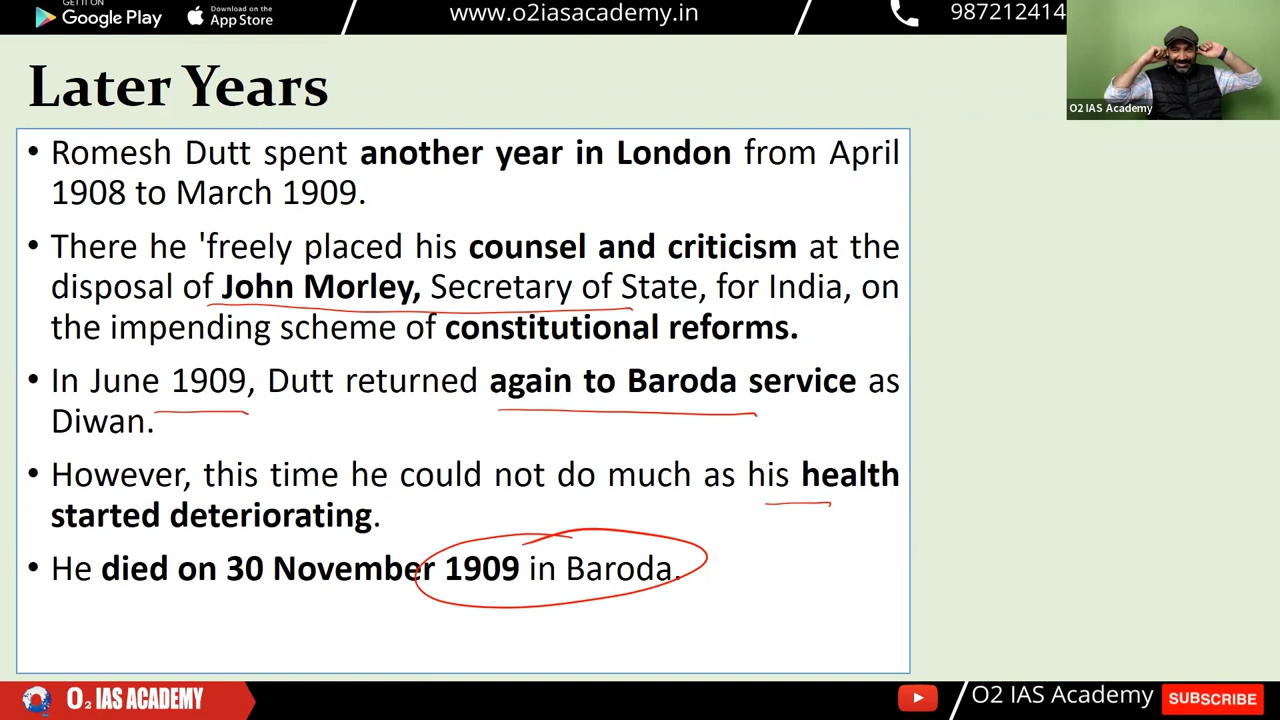 GET IT ON
Google Play
Download on the
App Store
www.o2iasacademy.in
987212414
O2 IAS Academy
Later Years
• Romesh Dutt spent another year in London from April
1908 to March 1909.
• There he 'freely placed his counsel and criticism at the
disposal of John Morley, Secretary of State, for India, on
the impending scheme of constitutional reforms.
• In June 1909, Dutt returned again to Baroda service as
Diwan.
• However, this time he could not do much as his health
started deteriorating.
• He died on 30 November 1909 in Baroda.
O₂ IAS ACADEMY
O2 IAS Academy
SUBSCRIBE